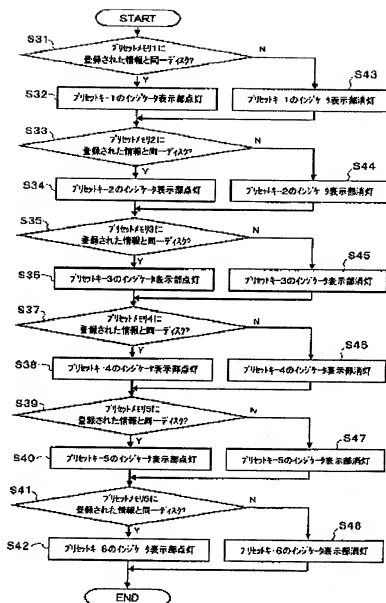 START
S31
プリセットメモリ1に
登録された情報と同一ディスク?
N
Y
S32
プリセットキー1のインジケータ表示部点灯
S43
プリセットキー1のインジケータ表示部消灯
S33
プリセットメモリ2に
登録された情報と同一ディスク?
N
Y
S34
プリセットキー2のインジケータ表示部点灯
S44
プリセットキー2のインジケータ表示部消灯
S35
プリセットメモリ3に
登録された情報と同一ディスク?
N
Y
S36
プリセットキー3のインジケータ表示部点灯
S45
プリセットキー3のインジケータ表示部消灯
S37
プリセットメモリ4に
登録された情報と同一ディスク?
N
Y
S38
プリセットキー4のインジケータ表示部点灯
S46
プリセットキー4のインジケータ表示部消灯
S39
プリセットメモリ5に
登録された情報と同一ディスク?
N
Y
S40
プリセットキー5のインジケータ表示部点灯
S47
プリセットキー5のインジケータ表示部消灯
S41
プリセットメモリ6に
登録された情報と同一ディスク?
N
Y
S42
プリセットキー6のインジケータ表示部点灯
S48
プリセットキー6のインジケータ表示部消灯
END